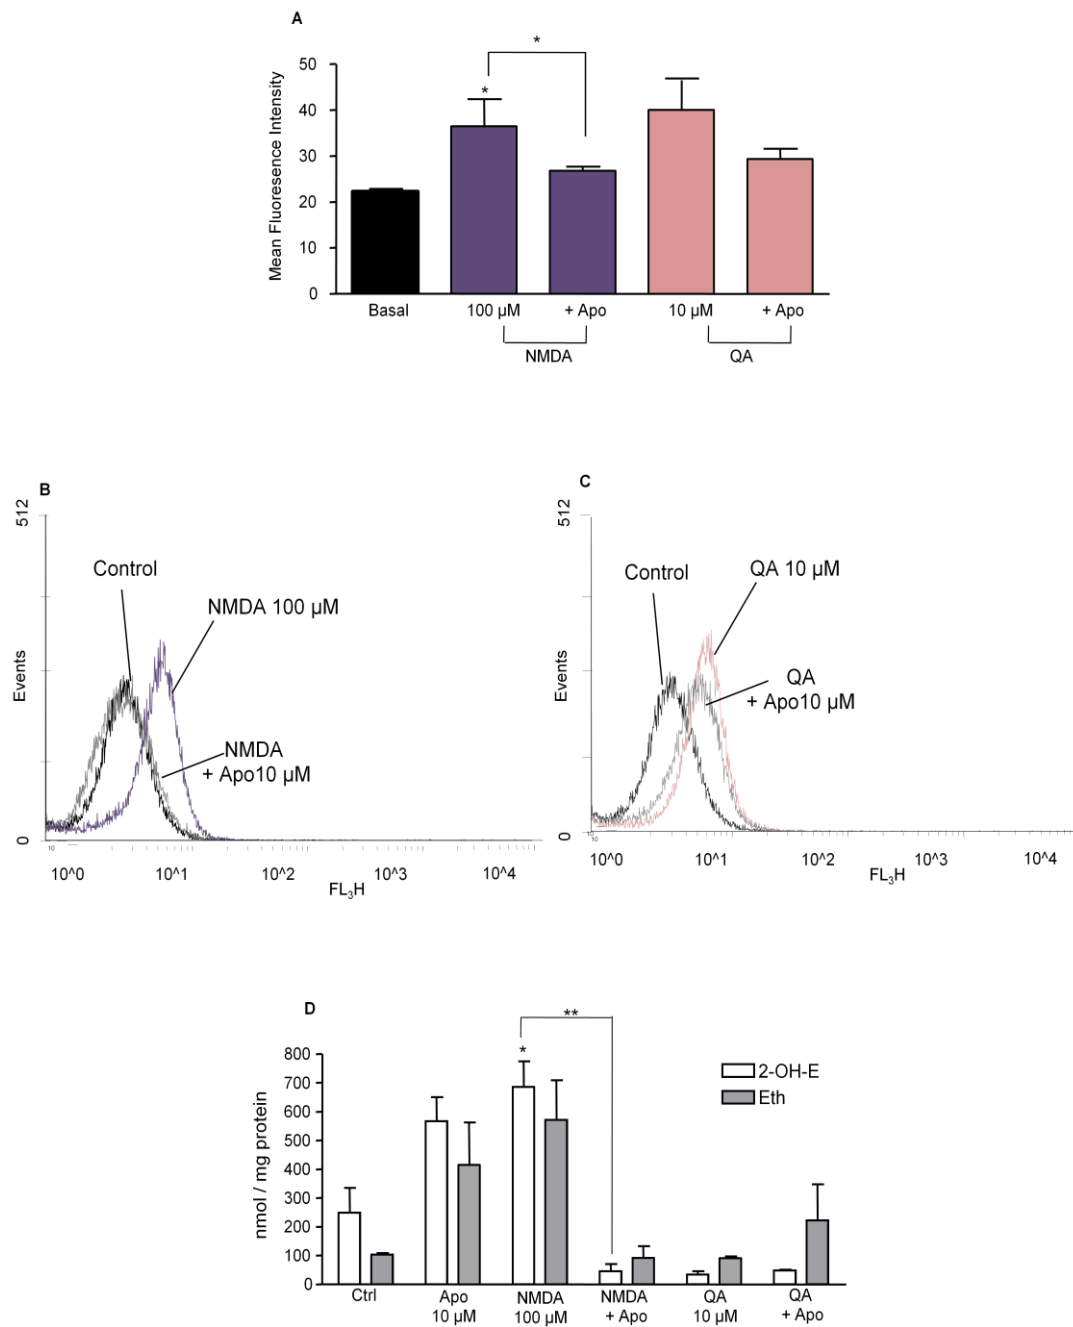 A
*
50
*
40
30
20
10
0
Mean Fluoresence Intensity
Basal
100 µM
+ Apo
10 µM
+ Apo
NMDA
QA
B
512
Control
NMDA 100 µM
Events
NMDA
+ Apo10 µM
0
10^0
10^1
10^2
10^3
10^4
FL₃H
C
512
Control
QA 10 µM
Events
QA
+ Apo10 µM
0
10^0
10^1
10^2
10^3
10^4
FL₃H
D
**
*
800
700
600
500
400
300
200
100
0
nmol / mg protein
2-OH-E
Eth
Ctrl
Apo
10 µM
NMDA
100 µM
NMDA
+ Apo
QA
10 µM
QA
+ Apo